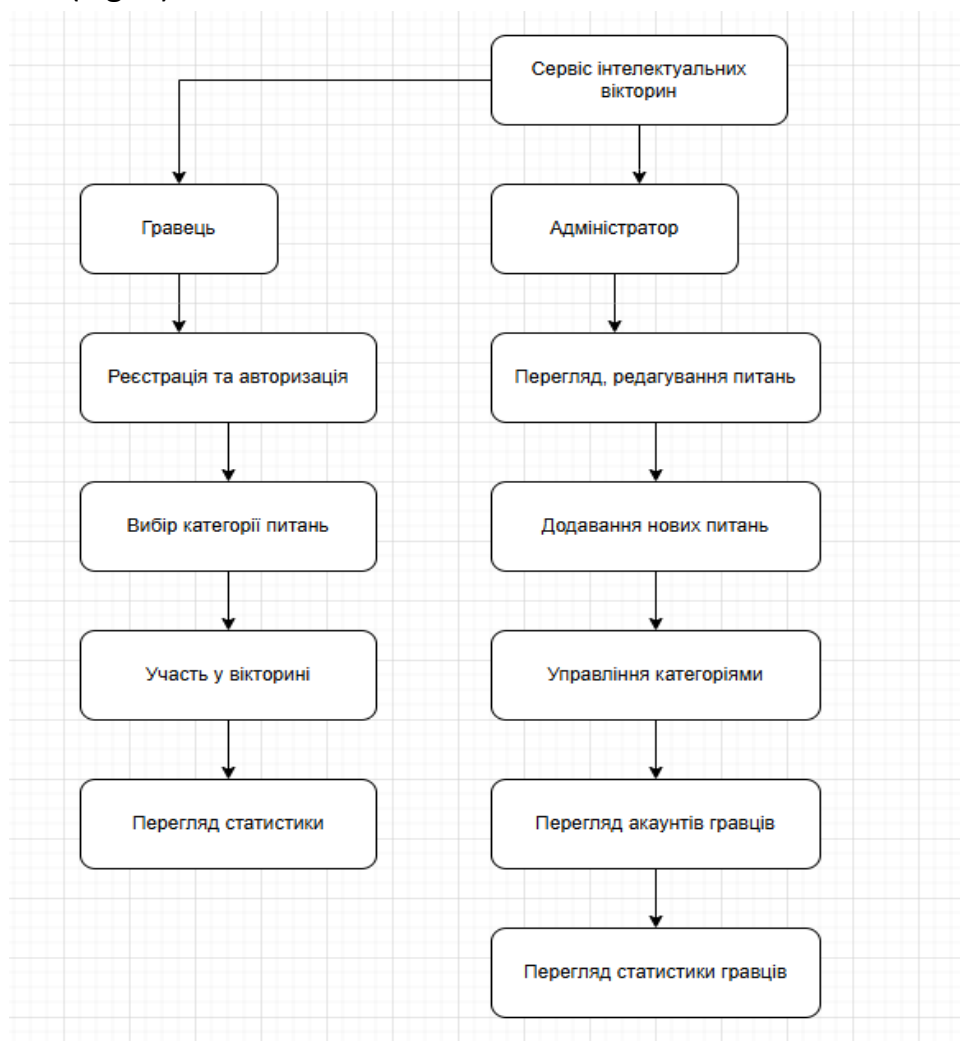 Сервіс інтелектуальних
вікторин
Гравець
Адміністратор
Реєстрація та авторизація
Перегляд, редагування питань
Вибір категорії питань
Додавання нових питань
Участь у вікторині
Управління категоріями
Перегляд статистики
Перегляд акаунтів гравців
Перегляд статистики гравців